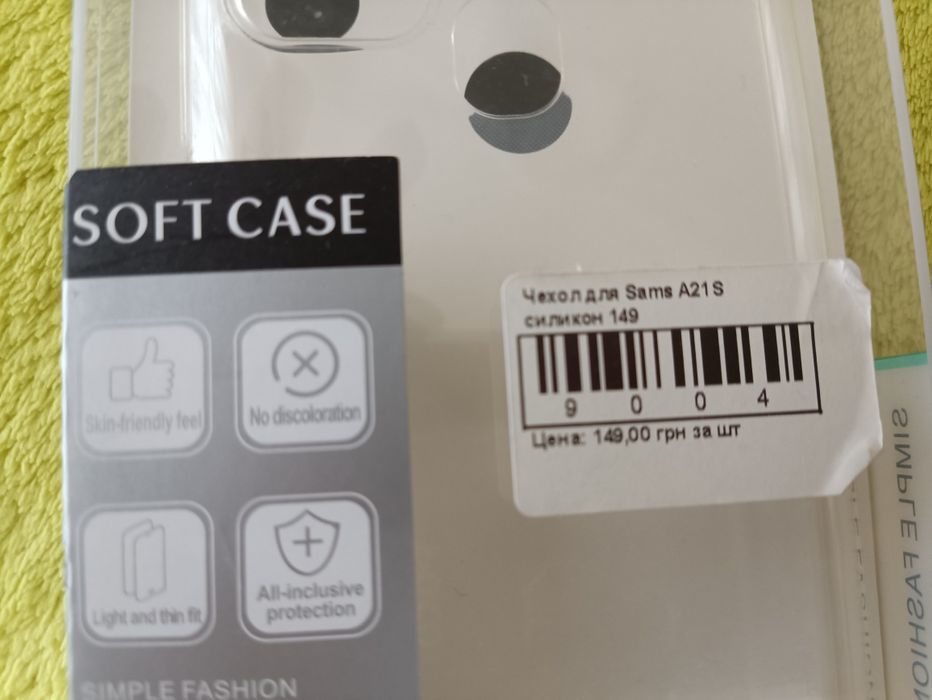 SOFT CASE
Skin-friendly feel
No discoloration
Light and thin fit
All-inclusive
protection
SIMPLE FASHION
Чехол для Sams A21S
силикон 149
9 0 0 4
Цена: 149,00 грн за шт
SIMPLE FASHION